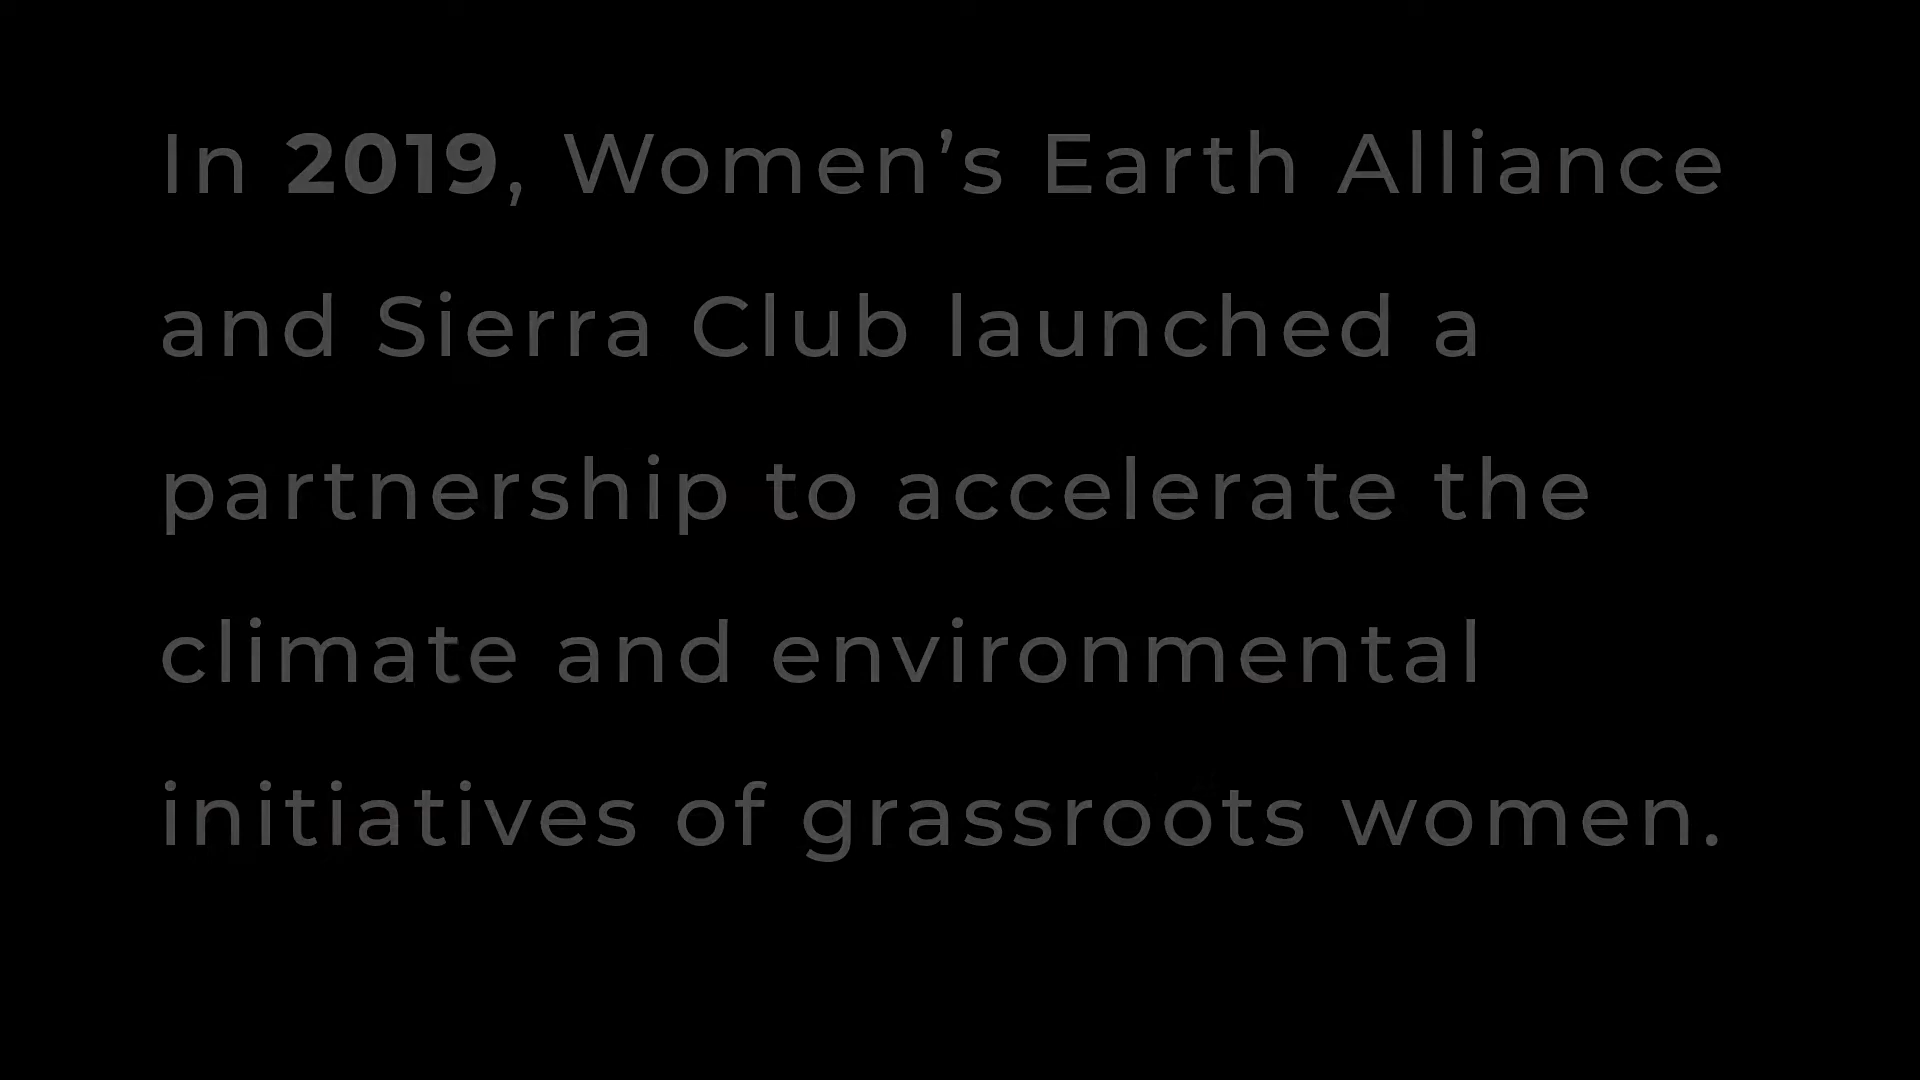 In 2019, Women’s Earth Alliance
and Sierra Club launched a
partnership to accelerate the
climate and environmental
initiatives of grassroots women.